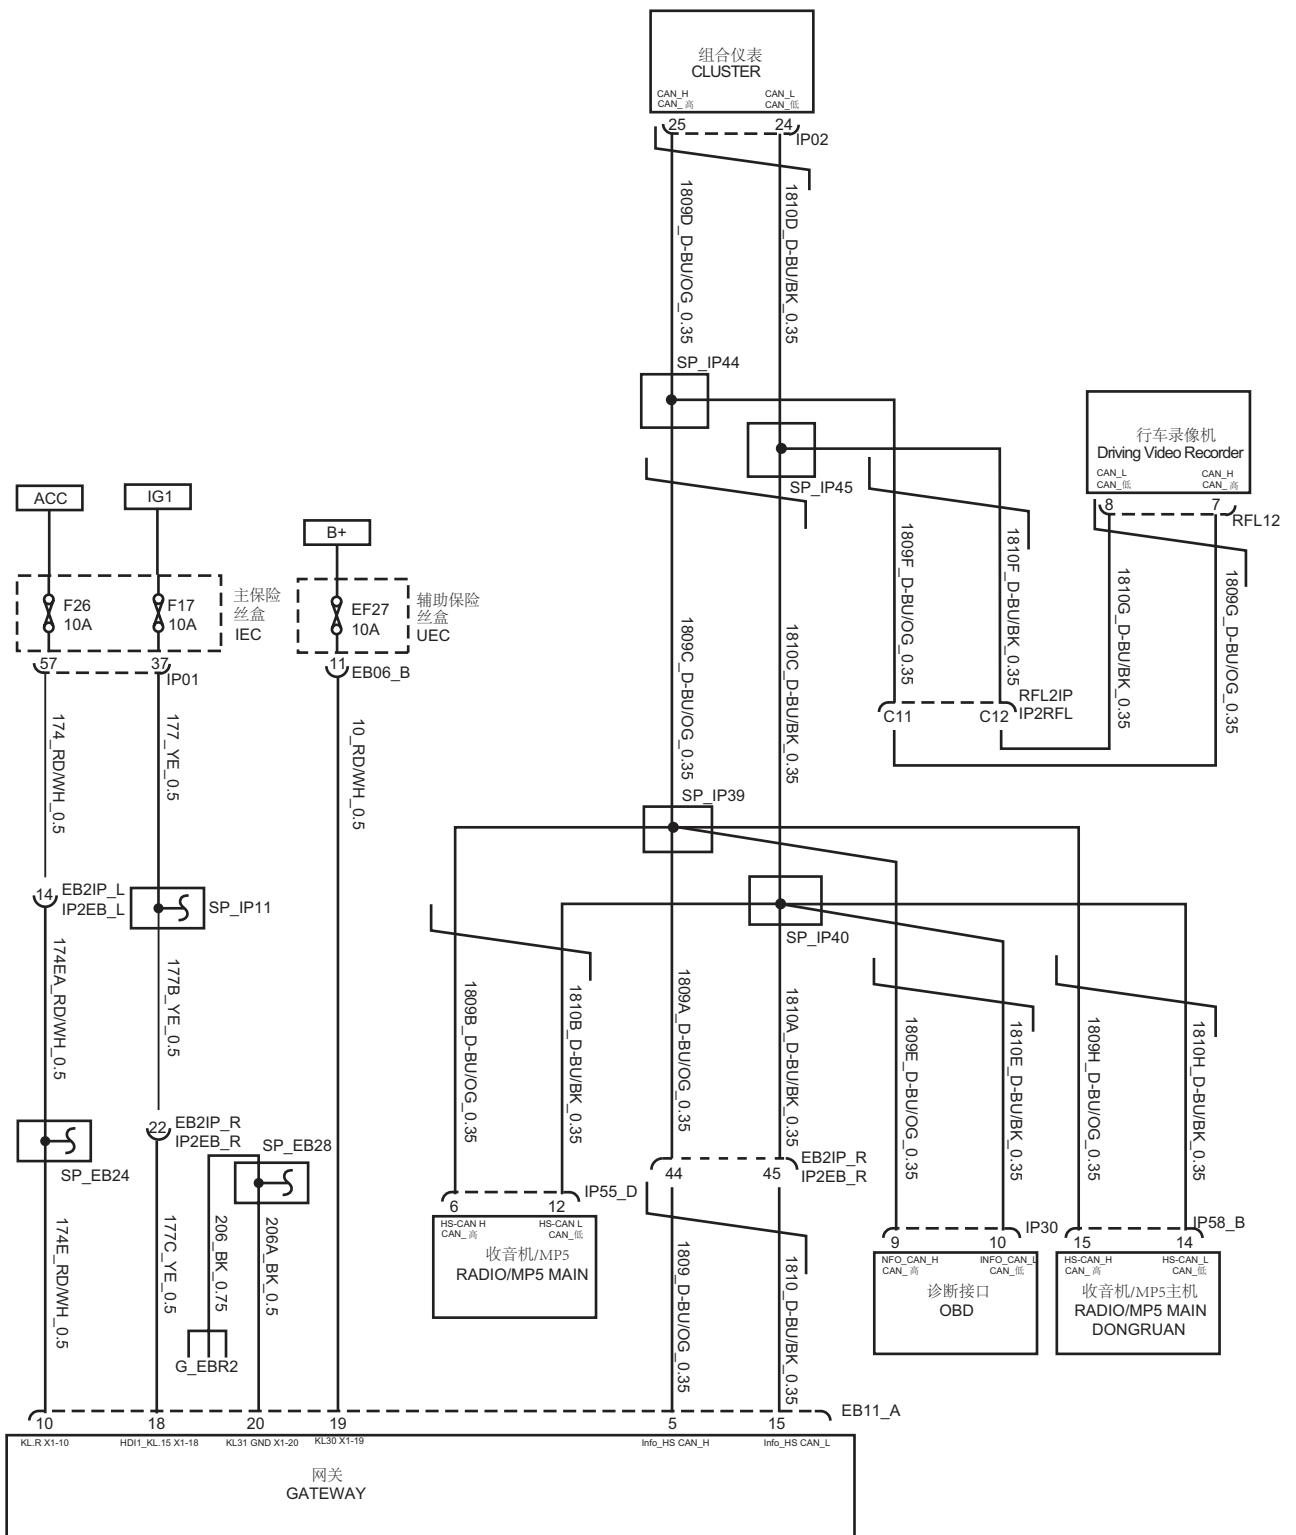 组合仪表
CLUSTER
CAN_H
CAN_高
CAN_L
CAN_低
25
24
IP02
1809D_D-BU/OG_0.35
1810D_D-BU/BK_0.35
SP_IP44
SP_IP45
行车录像机
Driving Video Recorder
CAN_L
CAN_低
CAN_H
CAN_高
8
7
RFL12
ACC
IG1
B+
F26
10A
F17
10A
主保险
丝盒
IEC
EF27
10A
辅助保险
丝盒
UEC
57
37
IP01
11
EB06_B
1809F_D-BU/OG_0.35
1810F_D-BU/BK_0.35
1810G_D-BU/BK_0.35
1809G_D-BU/OG_0.35
1809C_D-BU/OG_0.35
1810C_D-BU/BK_0.35
RFL2IP
IP2RFL
C11
C12
174_RD/WH_0.5
177_YE_0.5
10_RD/WH_0.5
SP_IP39
14
EB2IP_L
IP2EB_L
SP_IP11
SP_IP40
174EA_RD/WH_0.5
177B_YE_0.5
1809B_D-BU/OG_0.35
1810B_D-BU/BK_0.35
1809A_D-BU/OG_0.35
1810A_D-BU/BK_0.35
1809E_D-BU/OG_0.35
1810E_D-BU/BK_0.35
1809H_D-BU/OG_0.35
1810H_D-BU/BK_0.35
22
EB2IP_R
IP2EB_R
SP_EB28
SP_EB24
44
45
EB2IP_R
IP2EB_R
6
12
IP55_D
HS-CAN H
CAN_高
HS-CAN L
CAN_低
收音机/MP5
RADIO/MP5 MAIN
9
10
IP30
NFO_CAN_H
CAN_高
INFO_CAN_L
CAN_低
诊断接口
OBD
15
14
IP58_B
HS-CAN_H
CAN_高
HS-CAN_L
CAN_低
收音机/MP5主机
RADIO/MP5 MAIN
DONGRUAN
174E_RD/WH_0.5
177C_YE_0.5
206_BK_0.75
206A_BK_0.5
1809_D-BU/OG_0.35
1810_D-BU/BK_0.35
G_EBR2
10
18
20
19
5
15
EB11_A
KL.R X1-10
HDI1_KL.15 X1-18
KL31 GND X1-20
KL30 X1-19
Info_HS CAN_H
Info_HS CAN_L
网关
GATEWAY